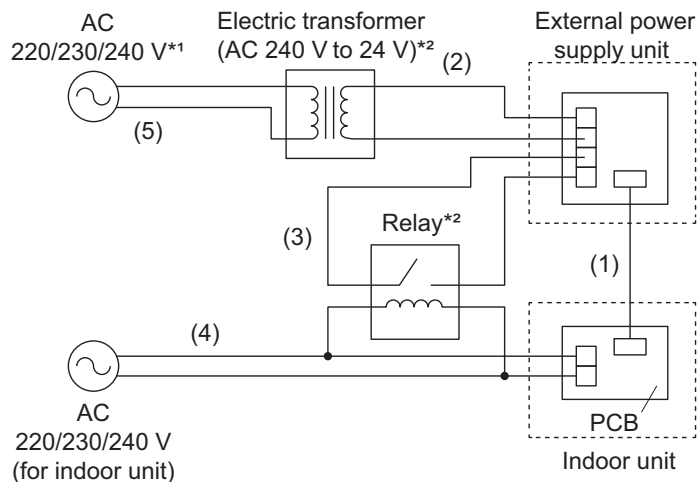 AC
220/230/240 V*¹
Electric transformer
(AC 240 V to 24 V)*²
External power
supply unit
(2)
(5)
(3)
Relay*²
(1)
(4)
AC
220/230/240 V
(for indoor unit)
PCB
Indoor unit